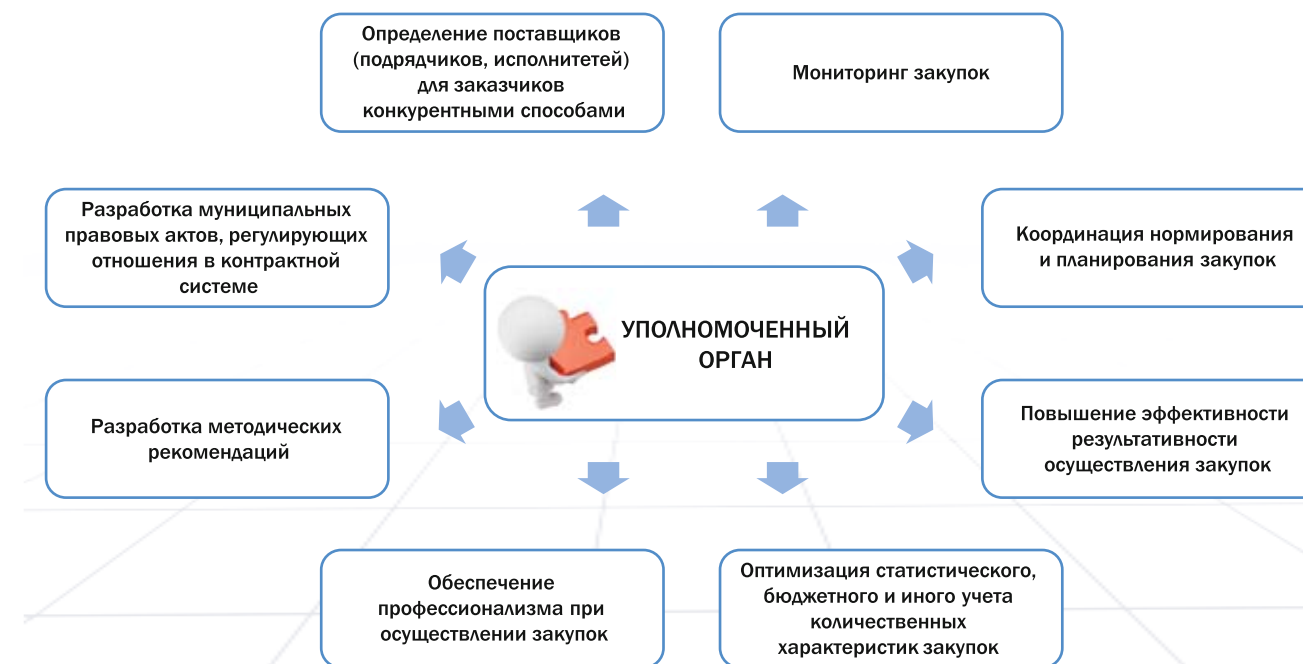 Определение поставщиков
(подрядчиков, исполнитетей)
для заказчиков
конкурентными способами
Мониторинг закупок
Разработка муниципальных
правовых актов, регулирующих
отношения в контрактной
системе
Координация нормирования
и планирования закупок
УПОЛНОМОЧЕННЫЙ
ОРГАН
Разработка методических
рекомендаций
Повышение эффективности
результативности
осуществления закупок
Обеспечение
профессионализма при
осуществлении закупок
Оптимизация статистического,
бюджетного и иного учета
количественных
характеристик закупок